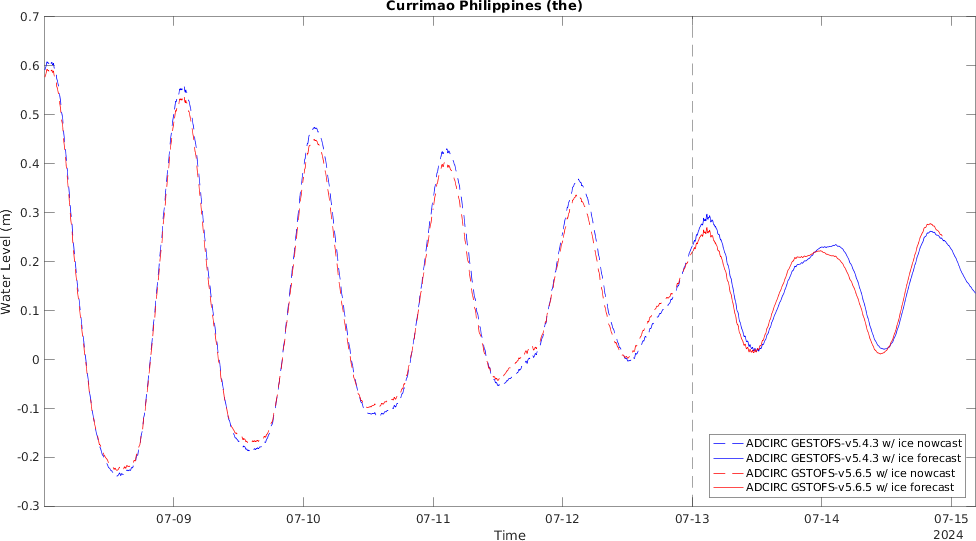 Currimao Philippines (the)
0.7
0.6
0.5
0.4
0.3
0.2
0.1
0
-0.1
-0.2
-0.3
Water Level (m)
07-09 07-10 07-11 07-12 07-13 07-14 07-15
2024
Time
ADCIRC GESTOFS-v5.4.3 w/ ice nowcast
ADCIRC GESTOFS-v5.4.3 w/ ice forecast
ADCIRC GSTOFS-v5.6.5 w/ ice nowcast
ADCIRC GSTOFS-v5.6.5 w/ ice forecast